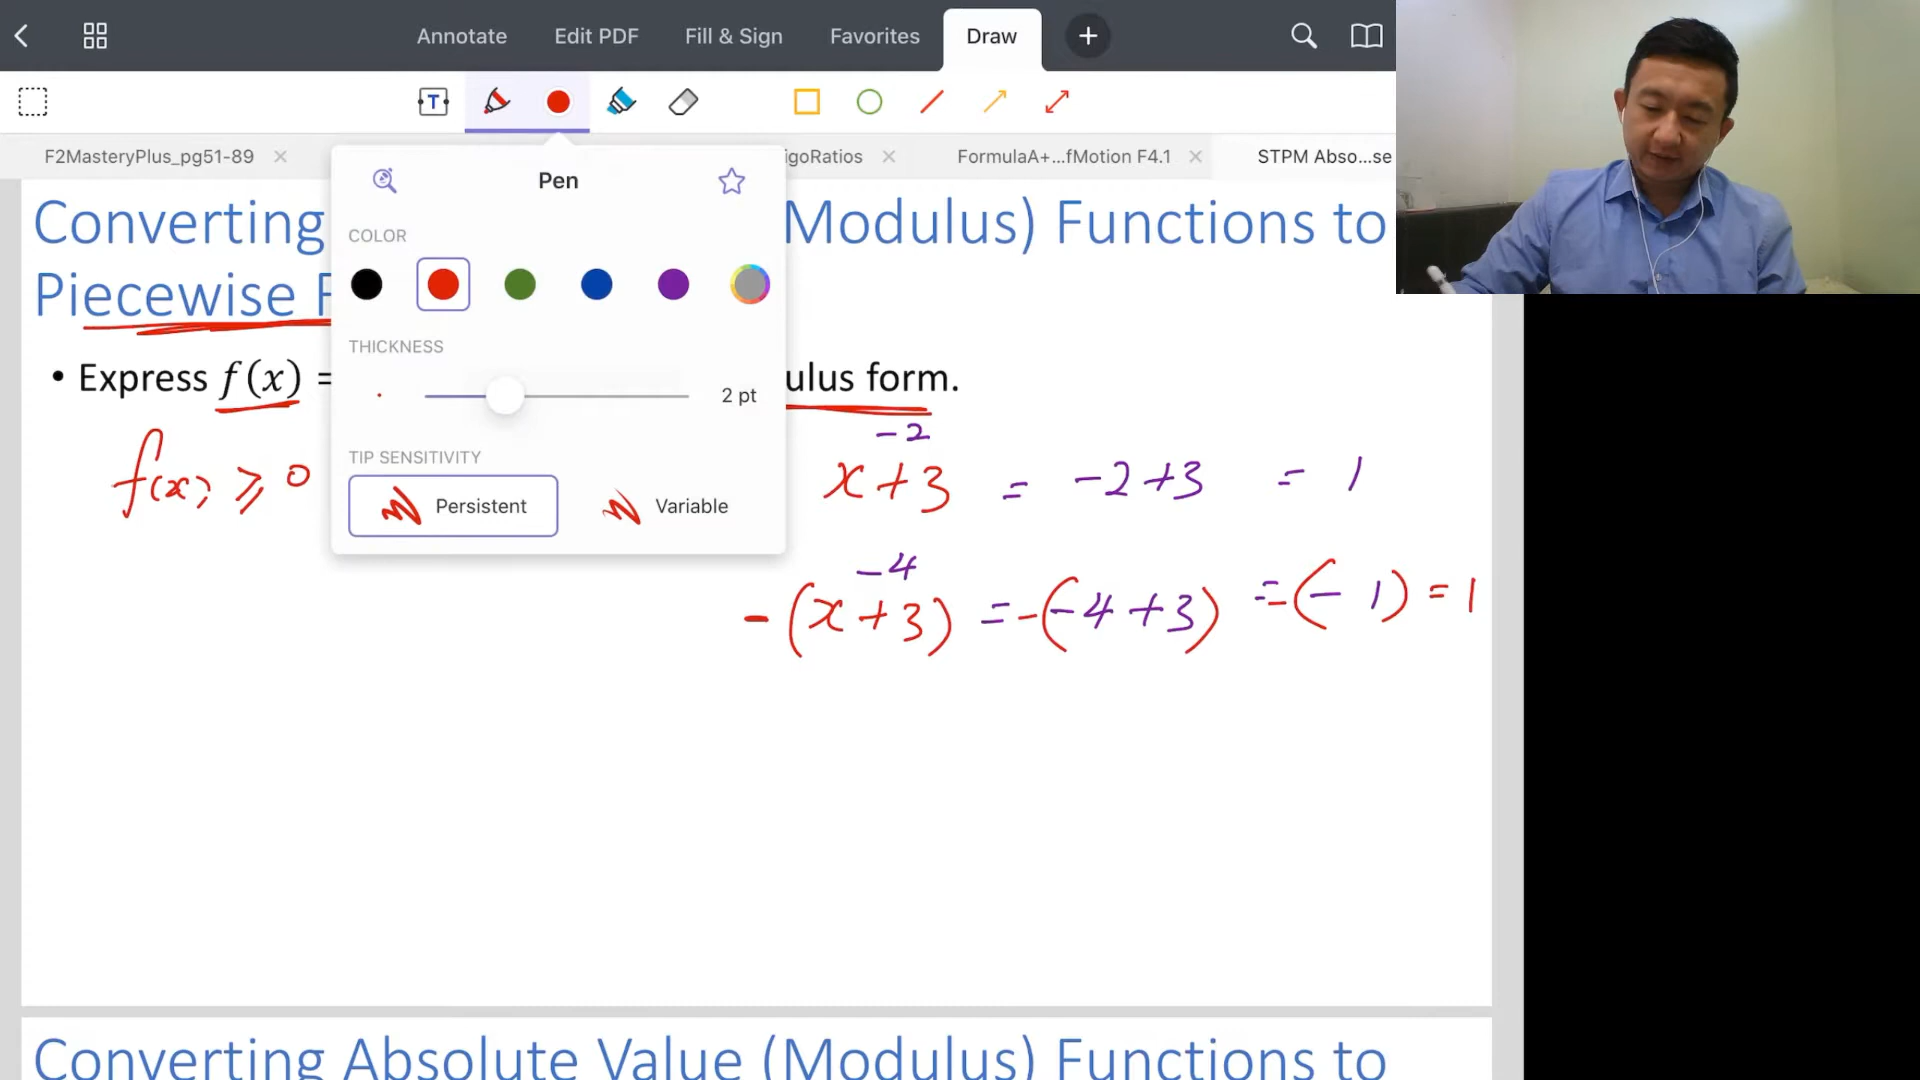 Annotate Edit PDF Fill & Sign Favorites Draw
T
F2MasteryPlus_pg51-89 igoRatios FormulaA+...fMotion F4.1 STPM Abso...se
Pen
COLOR
THICKNESS
2 pt
TIP SENSITIVITY
Persistent Variable
Converting (Modulus) Functions to
Piecewise F
• Express f(x) = ulus form.
f(x) ≥ 0
-2
x+3 = -2+3 = 1
-4
-(x+3) = -(-4+3) = -(-1) = 1
Converting Absolute Value (Modulus) Functions to